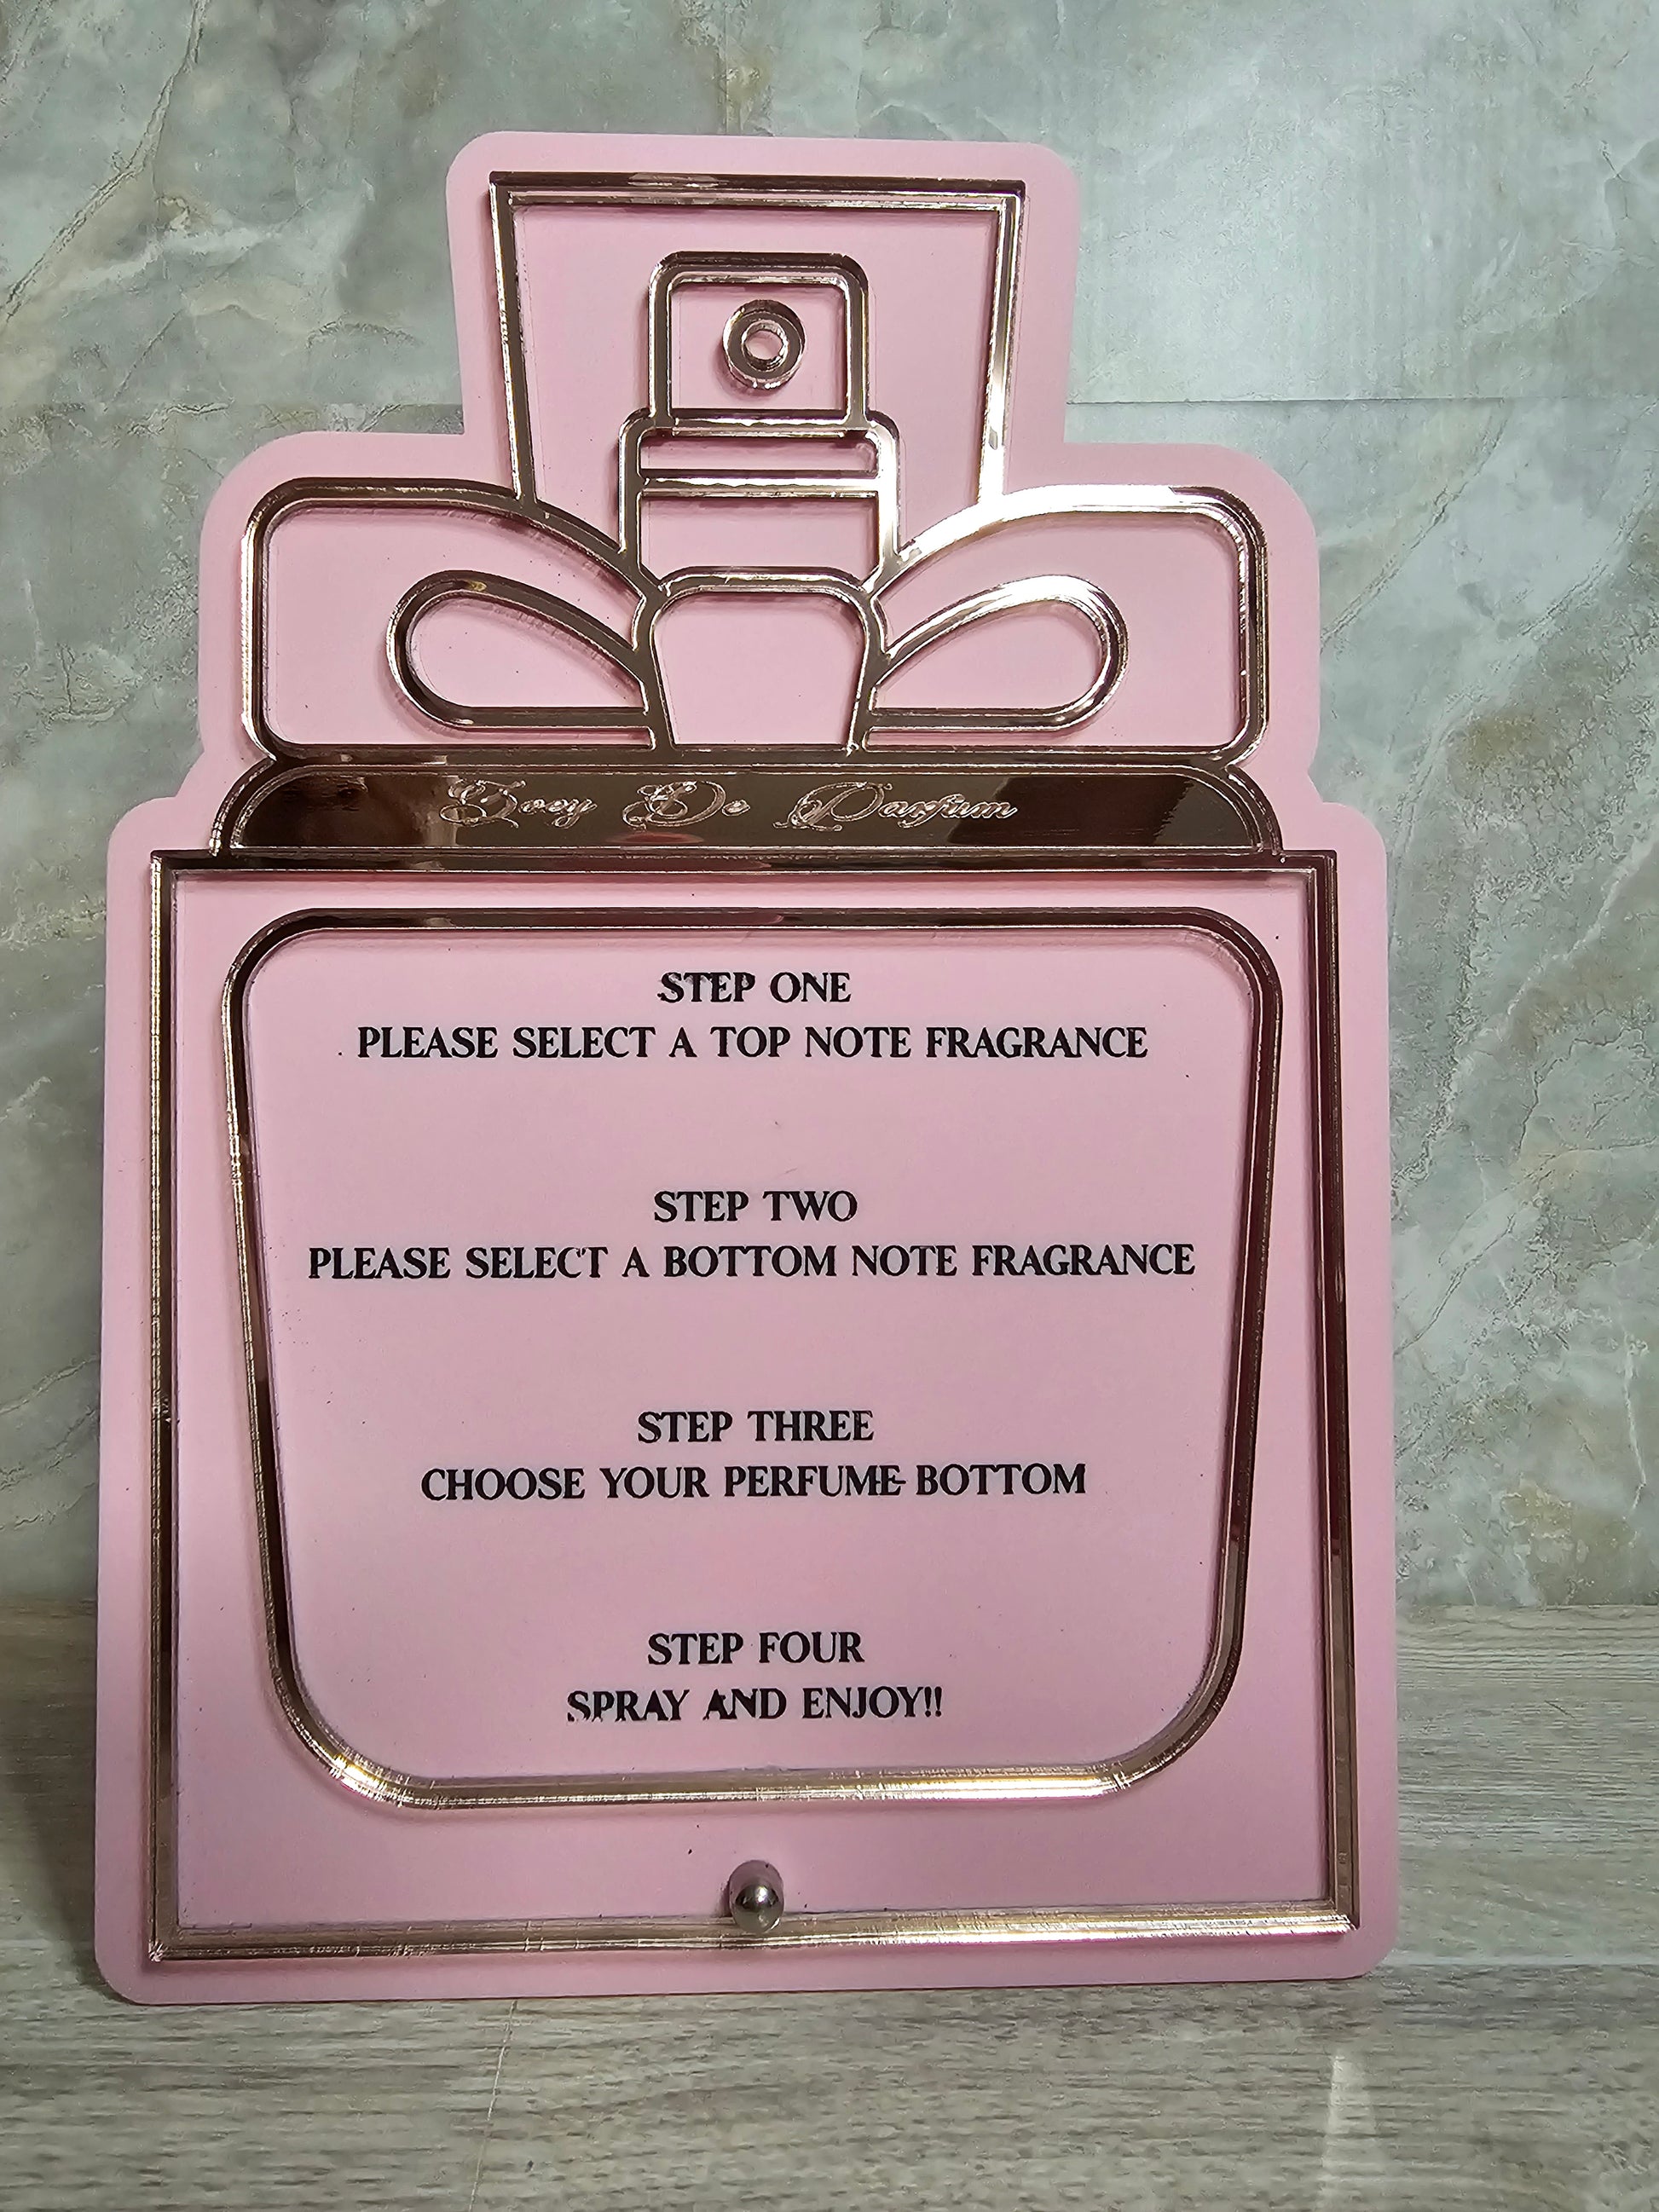 Joey De Parfum
STEP ONE
PLEASE SELECT A TOP NOTE FRAGRANCE
STEP TWO
PLEASE SELECT A BOTTOM NOTE FRAGRANCE
STEP THREE
CHOOSE YOUR PERFUME BOTTOM
STEP FOUR
SPRAY AND ENJOY!!